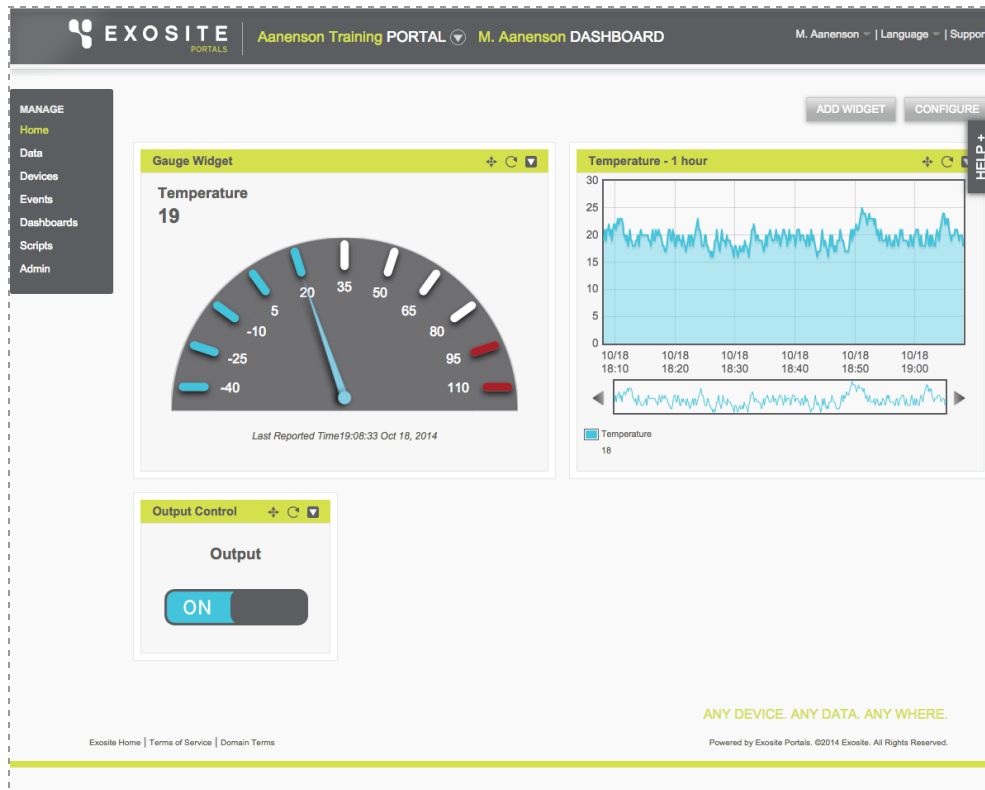 EXOSITE
PORTALS
Aanenson Training PORTAL M. Aanenson DASHBOARD
M. Aanenson | Language | Suppor
MANAGE
Home
Data
Devices
Events
Dashboards
Scripts
Admin
ADD WIDGET CONFIGURE
HELP +
Gauge Widget
Temperature
19
-40 -25 -10 5 20 35 50 65 80 95 110
Last Reported Time19:08:33 Oct 18, 2014
Temperature - 1 hour
30
25
20
15
10
5
0
10/18 10/18 10/18 10/18 10/18 10/18
18:10 18:20 18:30 18:40 18:50 19:00
Temperature
18
Output Control
Output
ON
ANY DEVICE. ANY DATA. ANY WHERE.
Exosite Home | Terms of Service | Domain Terms
Powered by Exosite Portals. ©2014 Exosite. All Rights Reserved.